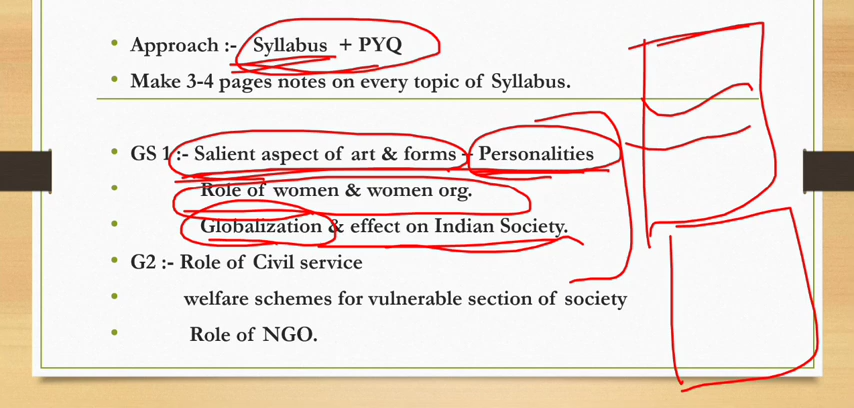 Approach :- Syllabus + PYQ
Make 3-4 pages notes on every topic of Syllabus.
GS 1 :- Salient aspect of art & forms - Personalities
Role of women & women org.
Globalization & effect on Indian Society.
G2 :- Role of Civil service
welfare schemes for vulnerable section of society
Role of NGO.